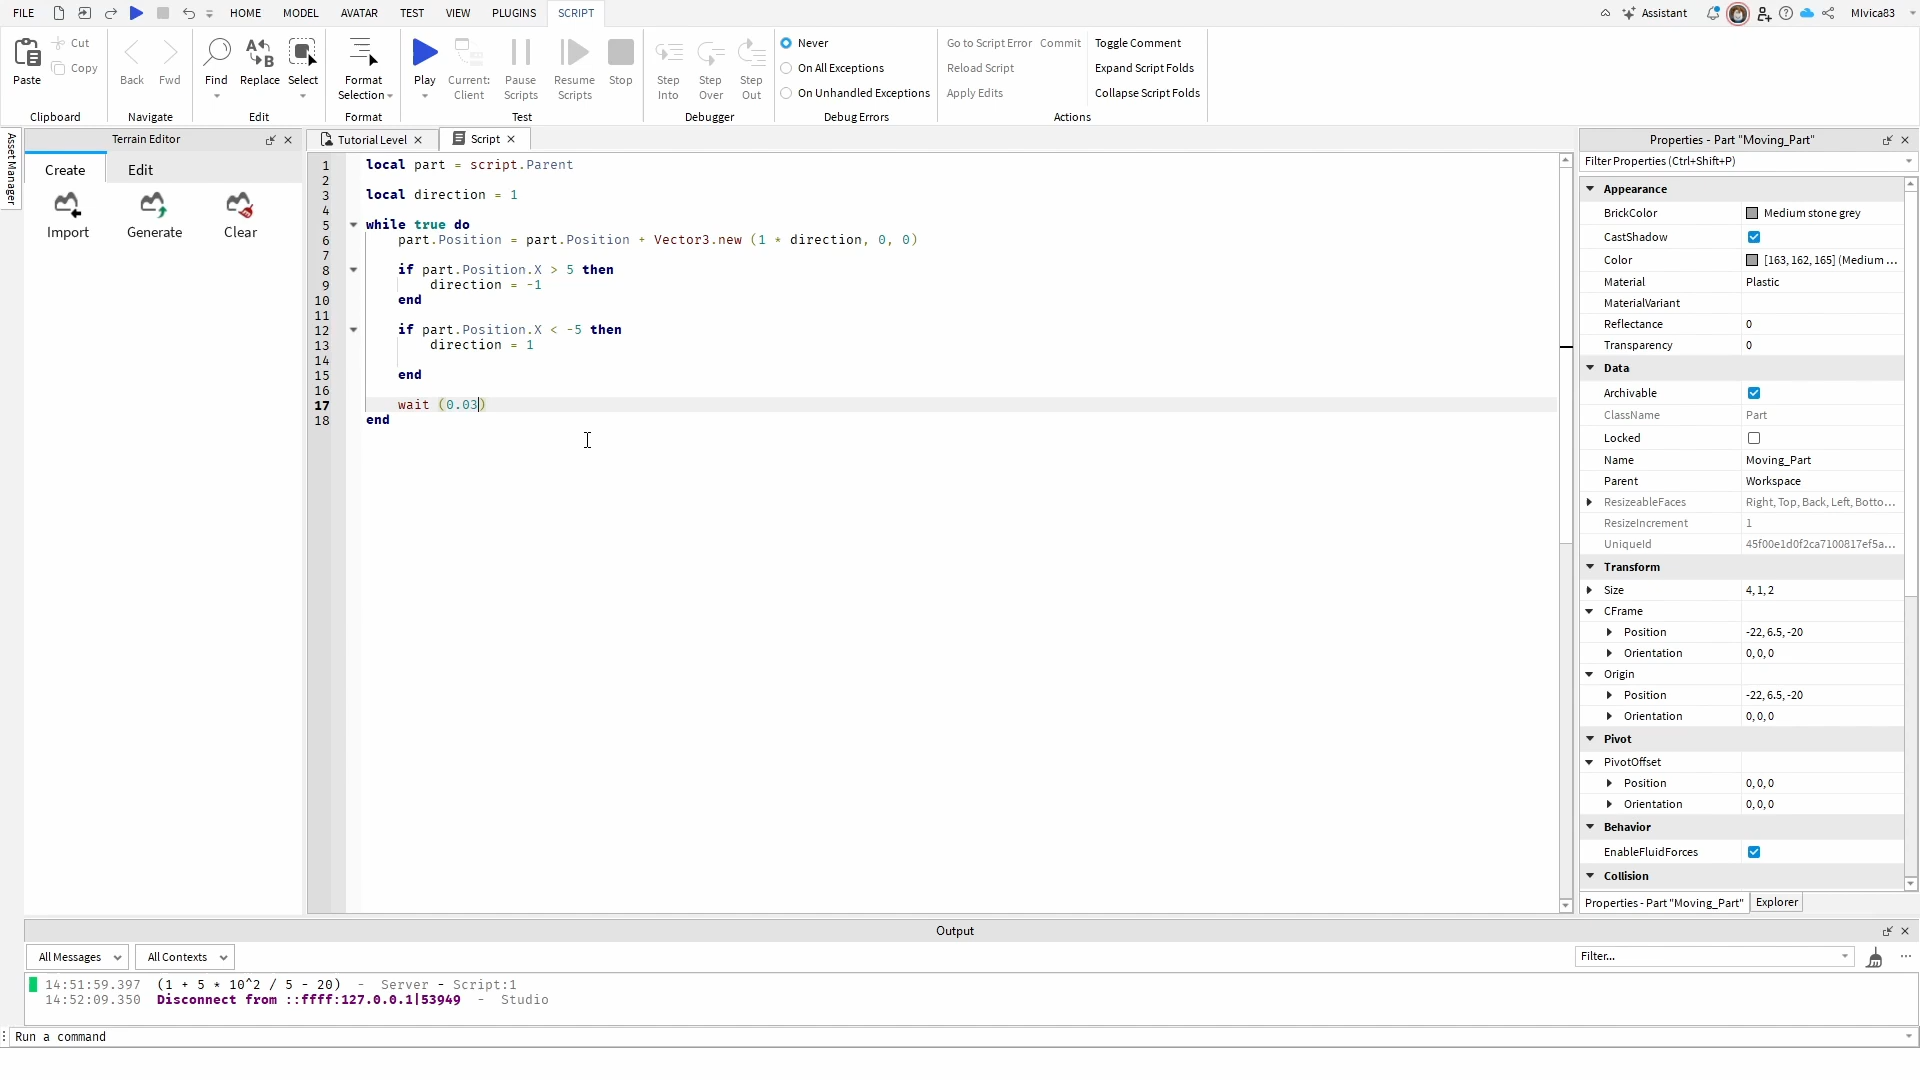 FILE HOME MODEL AVATAR TEST VIEW PLUGINS SCRIPT Assistant MIvica83
Paste Cut Copy Back Fwd Find Replace Select Format Selection Play Current: Client Pause Scripts Resume Scripts Stop Step Into Step Over Step Out
Never
On All Exceptions
On Unhandled Exceptions
Go to Script Error Commit Toggle Comment
Reload Script Expand Script Folds
Apply Edits Collapse Script Folds
Clipboard Navigate Edit Format Test Debugger Debug Errors Actions
Asset Manager
Terrain Editor
Create Edit
Import Generate Clear
Tutorial Level Script
1 local part = script.Parent
2
3 local direction = 1
4
5 while true do
6 part.Position = part.Position + Vector3.new (1 * direction, 0, 0)
7
8 if part.Position.X > 5 then
9 direction = -1
10 end
11
12 if part.Position.X < -5 then
13 direction = 1
14
15 end
16
17 wait (0.03)
18 end
Properties - Part "Moving_Part"
Filter Properties (Ctrl+Shift+P)
Appearance
BrickColor Medium stone grey
CastShadow
Color [163, 162, 165] (Medium ...
Material Plastic
MaterialVariant
Reflectance 0
Transparency 0
Data
Archivable
ClassName Part
Locked
Name Moving_Part
Parent Workspace
ResizeableFaces Right, Top, Back, Left, Botto...
ResizeIncrement 1
UniqueId 45f00e1d0f2ca7100817ef5a...
Transform
Size 4, 1, 2
CFrame
Position -22, 6.5, -20
Orientation 0, 0, 0
Origin
Position -22, 6.5, -20
Orientation 0, 0, 0
Pivot
PivotOffset
Position 0, 0, 0
Orientation 0, 0, 0
Behavior
EnableFluidForces
Collision
Properties - Part "Moving_Part" Explorer
Output
All Messages All Contexts Filter...
14:51:59.397 (1 + 5 * 10^2 / 5 - 20) - Server - Script:1
14:52:09.350 Disconnect from ::ffff:127.0.0.1|53949 - Studio
Run a command